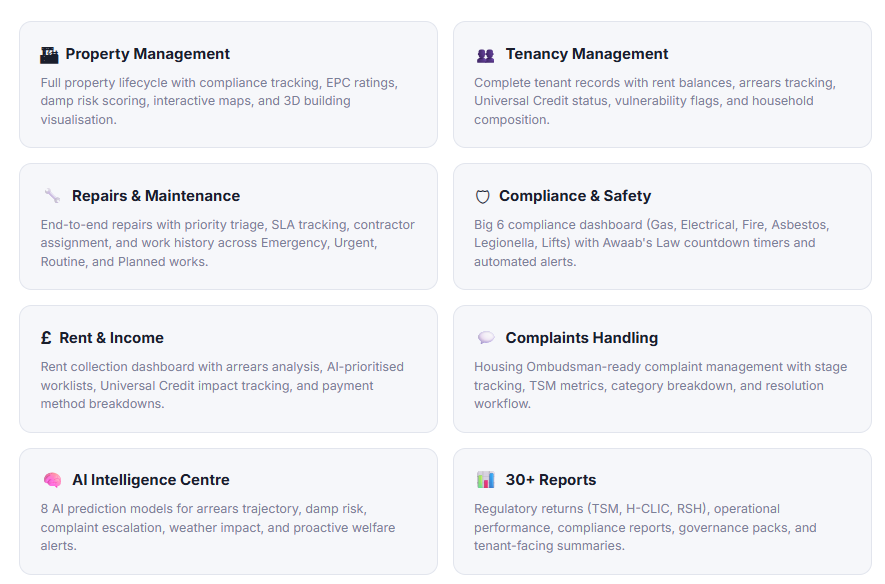 Property Management
Full property lifecycle with compliance tracking, EPC ratings,
damp risk scoring, interactive maps, and 3D building
visualisation.
Tenancy Management
Complete tenant records with rent balances, arrears tracking,
Universal Credit status, vulnerability flags, and household
composition.
Repairs & Maintenance
End-to-end repairs with priority triage, SLA tracking, contractor
assignment, and work history across Emergency, Urgent,
Routine, and Planned works.
Compliance & Safety
Big 6 compliance dashboard (Gas, Electrical, Fire, Asbestos,
Legionella, Lifts) with Awaab's Law countdown timers and
automated alerts.
£ Rent & Income
Rent collection dashboard with arrears analysis, AI-prioritised
worklists, Universal Credit impact tracking, and payment
method breakdowns.
Complaints Handling
Housing Ombudsman-ready complaint management with stage
tracking, TSM metrics, category breakdown, and resolution
workflow.
AI Intelligence Centre
8 AI prediction models for arrears trajectory, damp risk,
complaint escalation, weather impact, and proactive welfare
alerts.
30+ Reports
Regulatory returns (TSM, H-CLIC, RSH), operational
performance, compliance reports, governance packs, and
tenant-facing summaries.